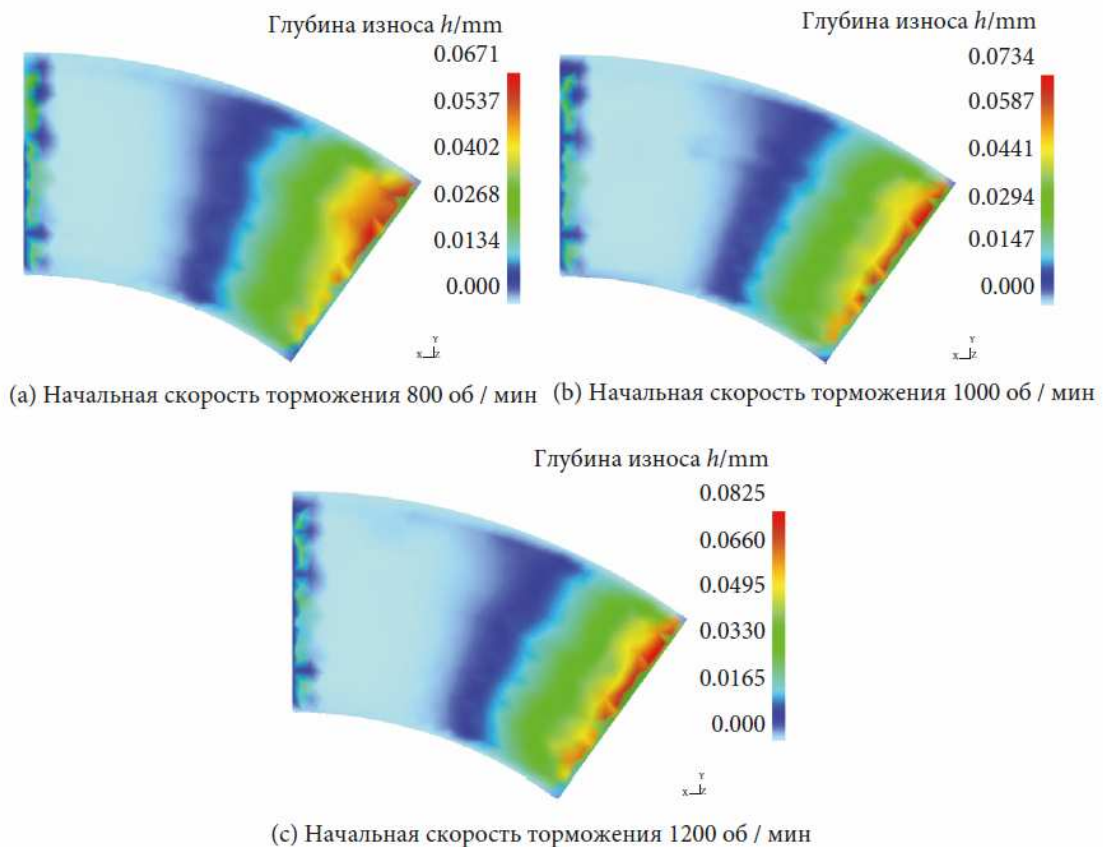 Глубина износа h/mm
0.0671
0.0537
0.0402
0.0268
0.0134
0.000
Y
X Z
(a) Начальная скорость торможения 800 об / мин
Глубина износа h/mm
0.0734
0.0587
0.0441
0.0294
0.0147
0.000
Y
X Z
(b) Начальная скорость торможения 1000 об / мин
Глубина износа h/mm
0.0825
0.0660
0.0495
0.0330
0.0165
0.000
Y
X Z
(c) Начальная скорость торможения 1200 об / мин